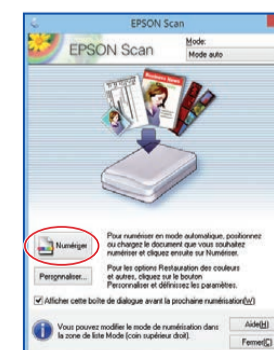 EPSON Scan
EPSON Scan
Mode:
Mode auto
Numériser
Pour numériser en mode automatique, positionnez
ou chargez le document que vous souhaitez
numériser et cliquez ensuite sur Numériser.
Personnaliser...
Pour les options Restauration des couleurs
et autres, cliquez sur le bouton
Personnaliser et définissez les paramètres.
Afficher cette boîte de dialogue avant la prochaine numérisation(W)
Vous pouvez modifier le mode de numérisation dans
la zone de liste Mode (coin supérieur droit).
Aide(H)
Fermer(C)